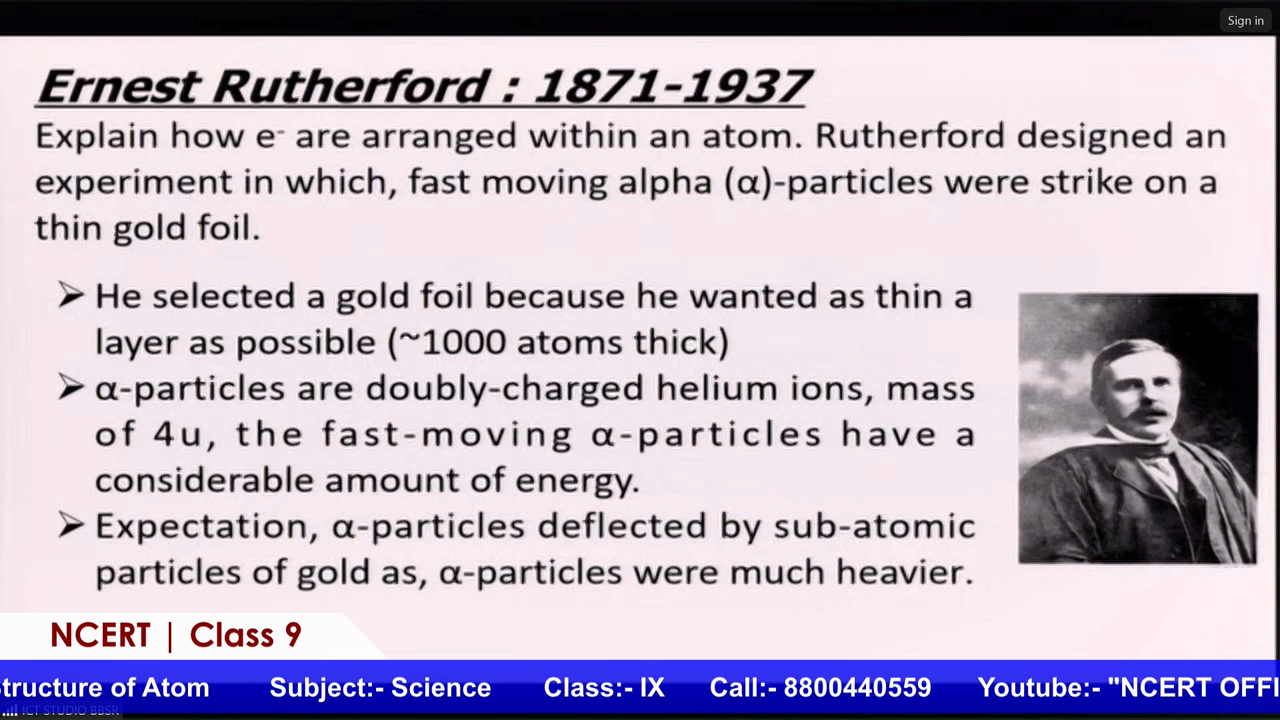 Sign in
Ernest Rutherford : 1871-1937
Explain how e⁻ are arranged within an atom. Rutherford designed an
experiment in which, fast moving alpha (α)-particles were strike on a
thin gold foil.
➢ He selected a gold foil because he wanted as thin a
layer as possible (~1000 atoms thick)
➢ α-particles are doubly-charged helium ions, mass
of 4u, the fast-moving α-particles have a
considerable amount of energy.
➢ Expectation, α-particles deflected by sub-atomic
particles of gold as, α-particles were much heavier.
NCERT | Class 9
Structure of Atom Subject:- Science Class:- IX Call:- 8800440559 Youtube:- "NCERT OFFI
ICT STUDIO BBSR